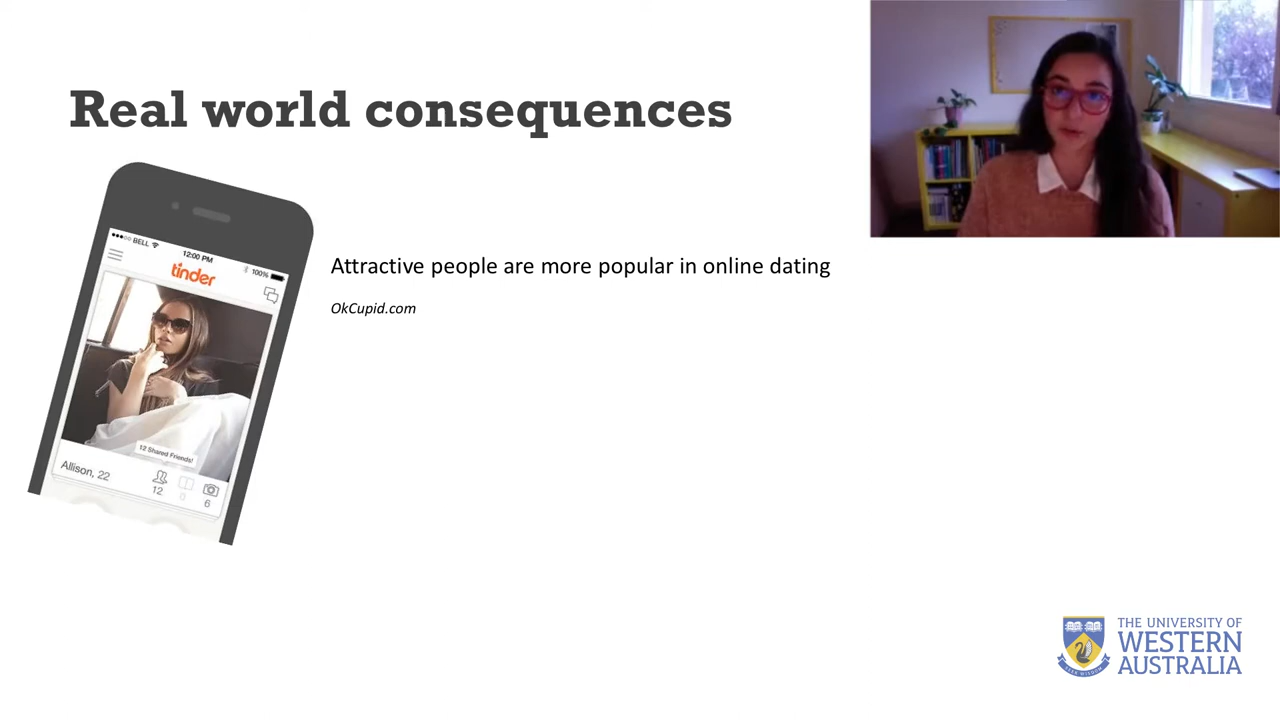 Real world consequences
BELL
12:00 PM
100%
tinder
Attractive people are more popular in online dating
OkCupid.com
12 Shared Friends!
Allison, 22
12
0
6
THE UNIVERSITY OF
WESTERN
AUSTRALIA